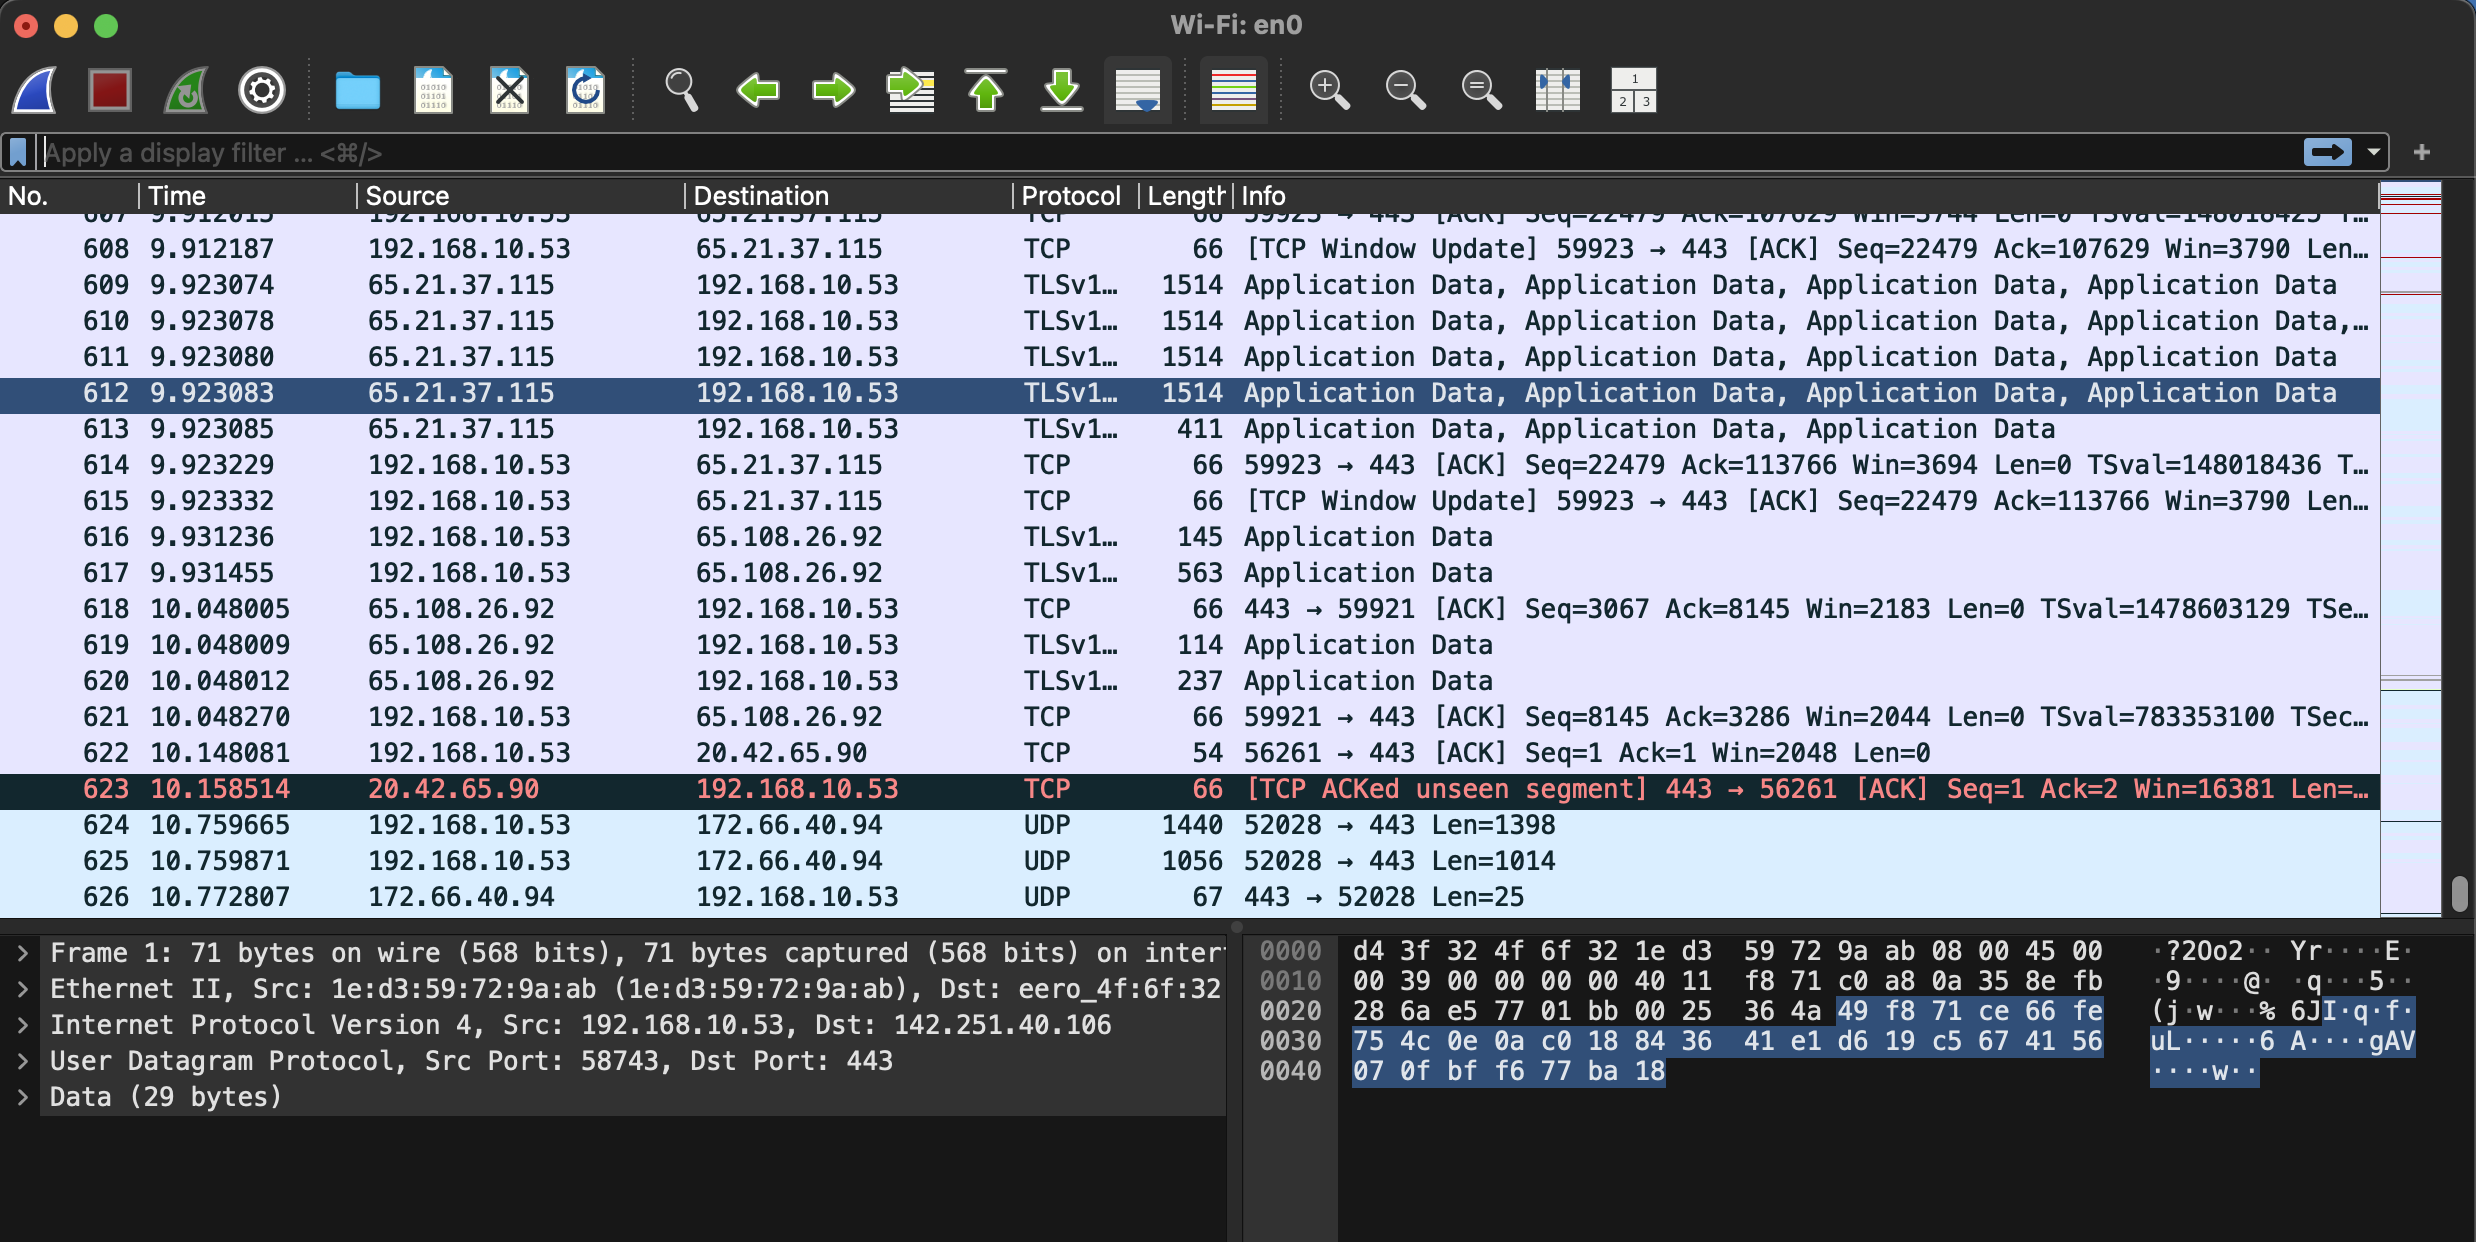 Wi-Fi: en0
Apply a display filter ... <⌘/>
No. Time Source Destination Protocol Length Info
607 9.912015 192.168.10.53 65.21.37.115 TCP 66 59923 → 443 [ACK] Seq=22479 Ack=107629 Win=3744 Len=0 TSval=148018425 T…
608 9.912187 192.168.10.53 65.21.37.115 TCP 66 [TCP Window Update] 59923 → 443 [ACK] Seq=22479 Ack=107629 Win=3790 Len…
609 9.923074 65.21.37.115 192.168.10.53 TLSv1… 1514 Application Data, Application Data, Application Data, Application Data
610 9.923078 65.21.37.115 192.168.10.53 TLSv1… 1514 Application Data, Application Data, Application Data, Application Data,…
611 9.923080 65.21.37.115 192.168.10.53 TLSv1… 1514 Application Data, Application Data, Application Data, Application Data
612 9.923083 65.21.37.115 192.168.10.53 TLSv1… 1514 Application Data, Application Data, Application Data, Application Data
613 9.923085 65.21.37.115 192.168.10.53 TLSv1… 411 Application Data, Application Data, Application Data
614 9.923229 192.168.10.53 65.21.37.115 TCP 66 59923 → 443 [ACK] Seq=22479 Ack=113766 Win=3694 Len=0 TSval=148018436 T…
615 9.923332 192.168.10.53 65.21.37.115 TCP 66 [TCP Window Update] 59923 → 443 [ACK] Seq=22479 Ack=113766 Win=3790 Len…
616 9.931236 192.168.10.53 65.108.26.92 TLSv1… 145 Application Data
617 9.931455 192.168.10.53 65.108.26.92 TLSv1… 563 Application Data
618 10.048005 65.108.26.92 192.168.10.53 TCP 66 443 → 59921 [ACK] Seq=3067 Ack=8145 Win=2183 Len=0 TSval=1478603129 TSe…
619 10.048009 65.108.26.92 192.168.10.53 TLSv1… 114 Application Data
620 10.048012 65.108.26.92 192.168.10.53 TLSv1… 237 Application Data
621 10.048270 192.168.10.53 65.108.26.92 TCP 66 59921 → 443 [ACK] Seq=8145 Ack=3286 Win=2044 Len=0 TSval=783353100 TSec…
622 10.148081 192.168.10.53 20.42.65.90 TCP 54 56261 → 443 [ACK] Seq=1 Ack=1 Win=2048 Len=0
623 10.158514 20.42.65.90 192.168.10.53 TCP 66 [TCP ACKed unseen segment] 443 → 56261 [ACK] Seq=1 Ack=2 Win=16381 Len=…
624 10.759665 192.168.10.53 172.66.40.94 UDP 1440 52028 → 443 Len=1398
625 10.759871 192.168.10.53 172.66.40.94 UDP 1056 52028 → 443 Len=1014
626 10.772807 172.66.40.94 192.168.10.53 UDP 67 443 → 52028 Len=25
Frame 1: 71 bytes on wire (568 bits), 71 bytes captured (568 bits) on inter
Ethernet II, Src: 1e:d3:59:72:9a:ab (1e:d3:59:72:9a:ab), Dst: eero_4f:6f:32
Internet Protocol Version 4, Src: 192.168.10.53, Dst: 142.251.40.106
User Datagram Protocol, Src Port: 58743, Dst Port: 443
Data (29 bytes)
0000 d4 3f 32 4f 6f 32 1e d3 59 72 9a ab 08 00 45 00 ·?2Oo2·· Yr····E·
0010 00 39 00 00 00 00 40 11 f8 71 c0 a8 0a 35 8e fb ·9····@· ·q···5··
0020 28 6a e5 77 01 bb 00 25 36 4a 49 f8 71 ce 66 fe (j·w···% 6JI·q·f·
0030 75 4c 0e 0a c0 18 84 36 41 e1 d6 19 c5 67 41 56 uL·····6 A····gAV
0040 07 0f bf f6 77 ba 18 ····w··